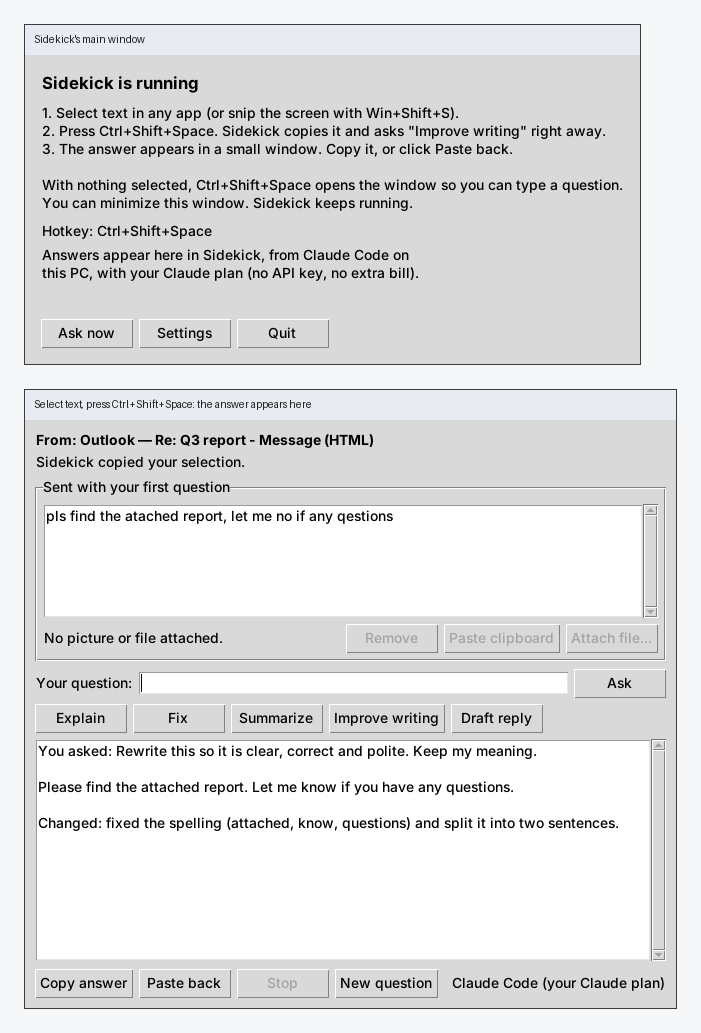 Sidekick's main window
Sidekick is running
1. Select text in any app (or snip the screen with Win+Shift+S).
2. Press Ctrl+Shift+Space. Sidekick copies it and asks "Improve writing" right away.
3. The answer appears in a small window. Copy it, or click Paste back.
With nothing selected, Ctrl+Shift+Space opens the window so you can type a question.
You can minimize this window. Sidekick keeps running.
Hotkey: Ctrl+Shift+Space
Answers appear here in Sidekick, from Claude Code on
this PC, with your Claude plan (no API key, no extra bill).
Ask now Settings Quit
Select text, press Ctrl+Shift+Space: the answer appears here
From: Outlook — Re: Q3 report - Message (HTML)
Sidekick copied your selection.
Sent with your first question
pls find the atached report, let me no if any qestions
No picture or file attached. Remove Paste clipboard Attach file...
Your question: Ask
Explain Fix Summarize Improve writing Draft reply
You asked: Rewrite this so it is clear, correct and polite. Keep my meaning.
Please find the attached report. Let me know if you have any questions.
Changed: fixed the spelling (attached, know, questions) and split it into two sentences.
Copy answer Paste back Stop New question Claude Code (your Claude plan)